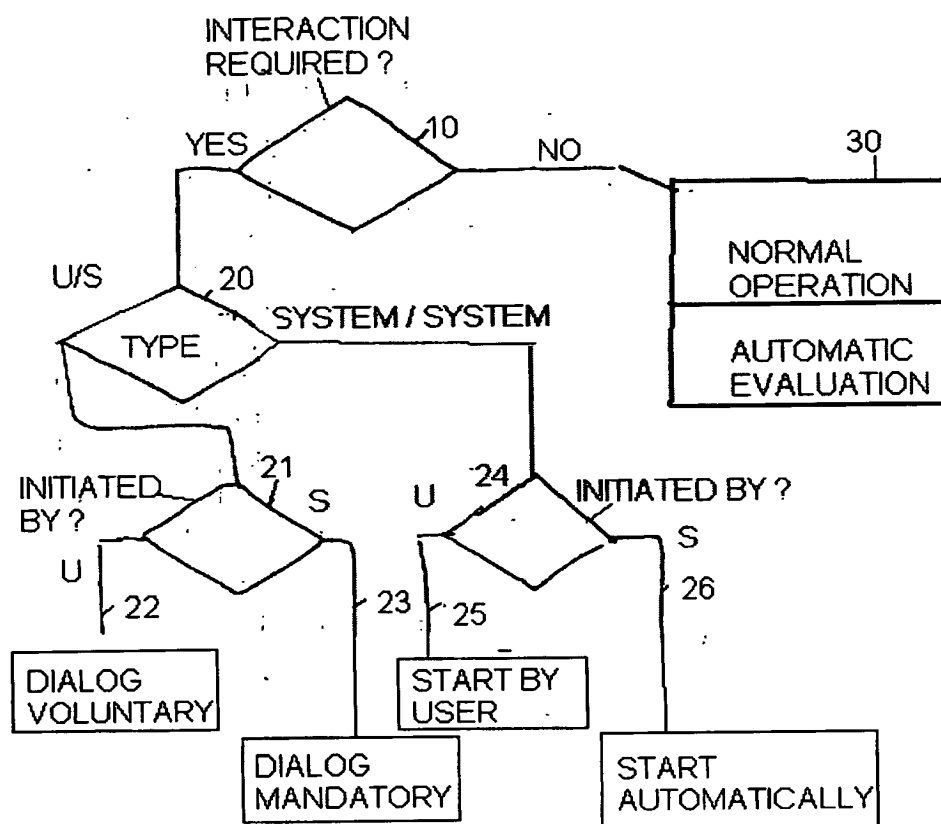 INTERACTION
REQUIRED ?
10
YES
NO
30
NORMAL
OPERATION
AUTOMATIC
EVALUATION
U/S
20
SYSTEM / SYSTEM
TYPE
INITIATED
BY ?
21
S
U
22
23
24
U
INITIATED BY ?
S
25
26
DIALOG
VOLUNTARY
DIALOG
MANDATORY
START BY
USER
START
AUTOMATICALLY